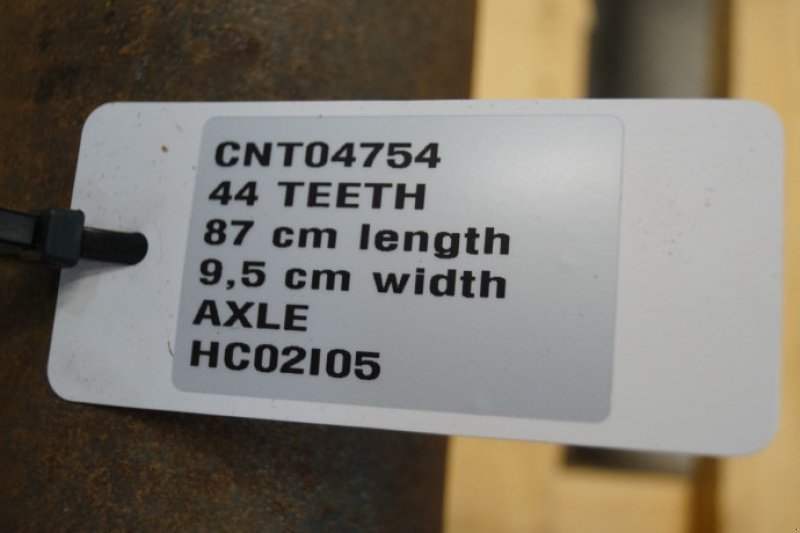 CNT04754
44 TEETH
87 cm length
9,5 cm width
AXLE
HC02I05